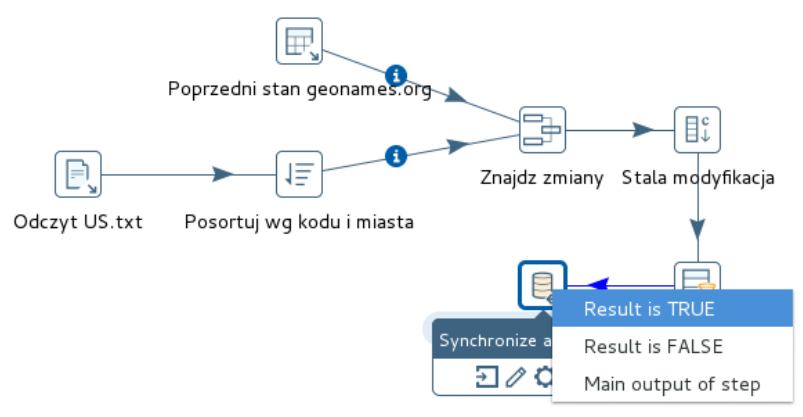 Poprzedni stan geonames.org
Znajdz zmiany
Stala modyfikacja
Odczyt US.txt
Posortuj wg kodu i miasta
Result is TRUE
Synchronize a
Result is FALSE
Main output of step